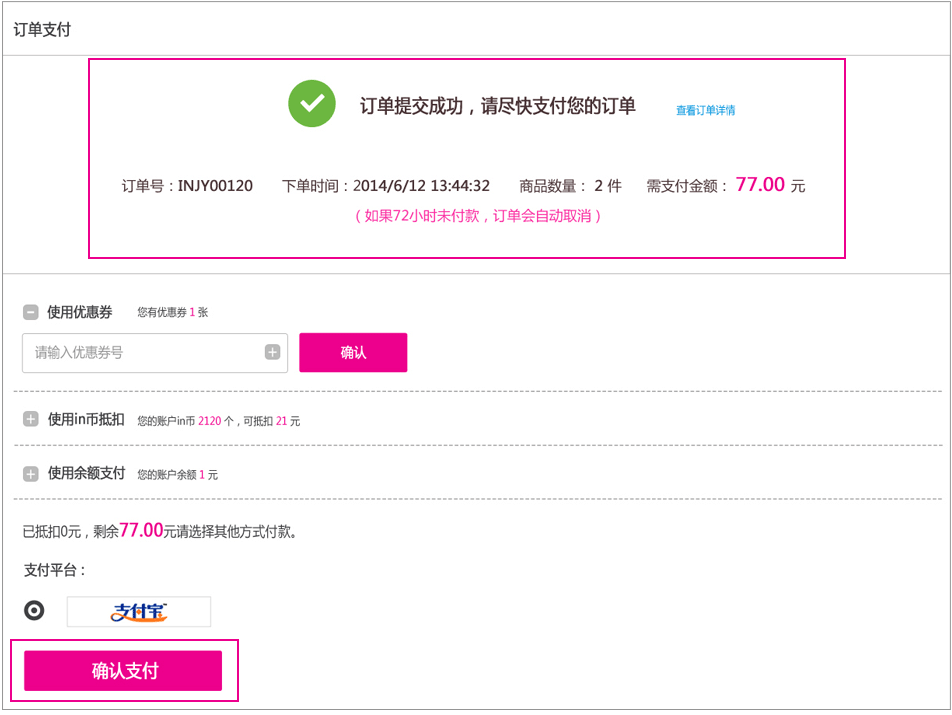 订单支付
订单提交成功，请尽快支付您的订单 查看订单详情
订单号：INJY00120 下单时间：2014/6/12 13:44:32 商品数量： 2 件 需支付金额： 77.00 元
（如果72小时未付款，订单会自动取消）
使用优惠券 您有优惠券 1 张
请输入优惠券号 确认
使用in币抵扣 您的账户in币 2120 个，可抵扣 21 元
使用余额支付 您的账户余额 1 元
已抵扣0元，剩余77.00元请选择其他方式付款。
支付平台：
支付宝
确认支付